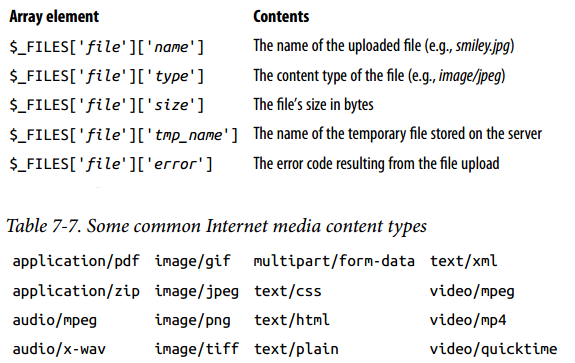 Array element Contents
$_FILES['file']['name'] The name of the uploaded file (e.g., smiley.jpg)
$_FILES['file']['type'] The content type of the file (e.g., image/jpeg)
$_FILES['file']['size'] The file's size in bytes
$_FILES['file']['tmp_name'] The name of the temporary file stored on the server
$_FILES['file']['error'] The error code resulting from the file upload
Table 7-7. Some common Internet media content types
application/pdf image/gif multipart/form-data text/xml
application/zip image/jpeg text/css video/mpeg
audio/mpeg image/png text/html video/mp4
audio/x-wav image/tiff text/plain video/quicktime